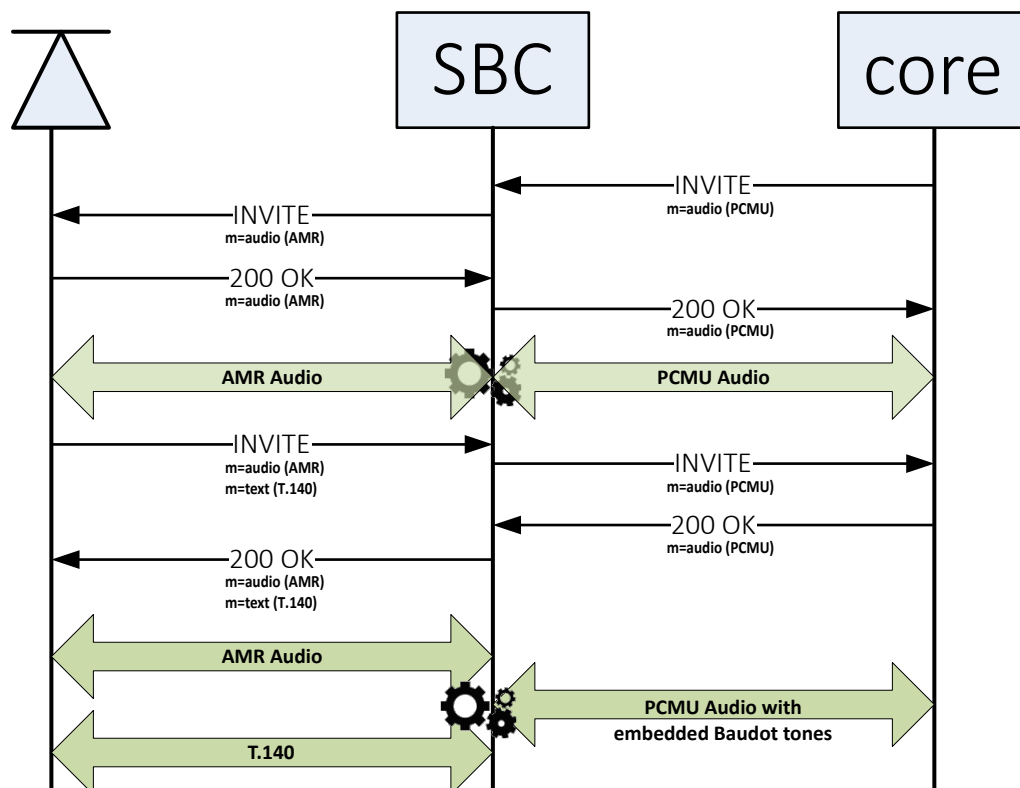 SBC
core
INVITE
m=audio (PCMU)
INVITE
m=audio (AMR)
200 OK
m=audio (AMR)
200 OK
m=audio (PCMU)
AMR Audio
PCMU Audio
INVITE
m=audio (AMR)
m=text (T.140)
INVITE
m=audio (PCMU)
200 OK
m=audio (PCMU)
200 OK
m=audio (AMR)
m=text (T.140)
AMR Audio
PCMU Audio with
embedded Baudot tones
T.140